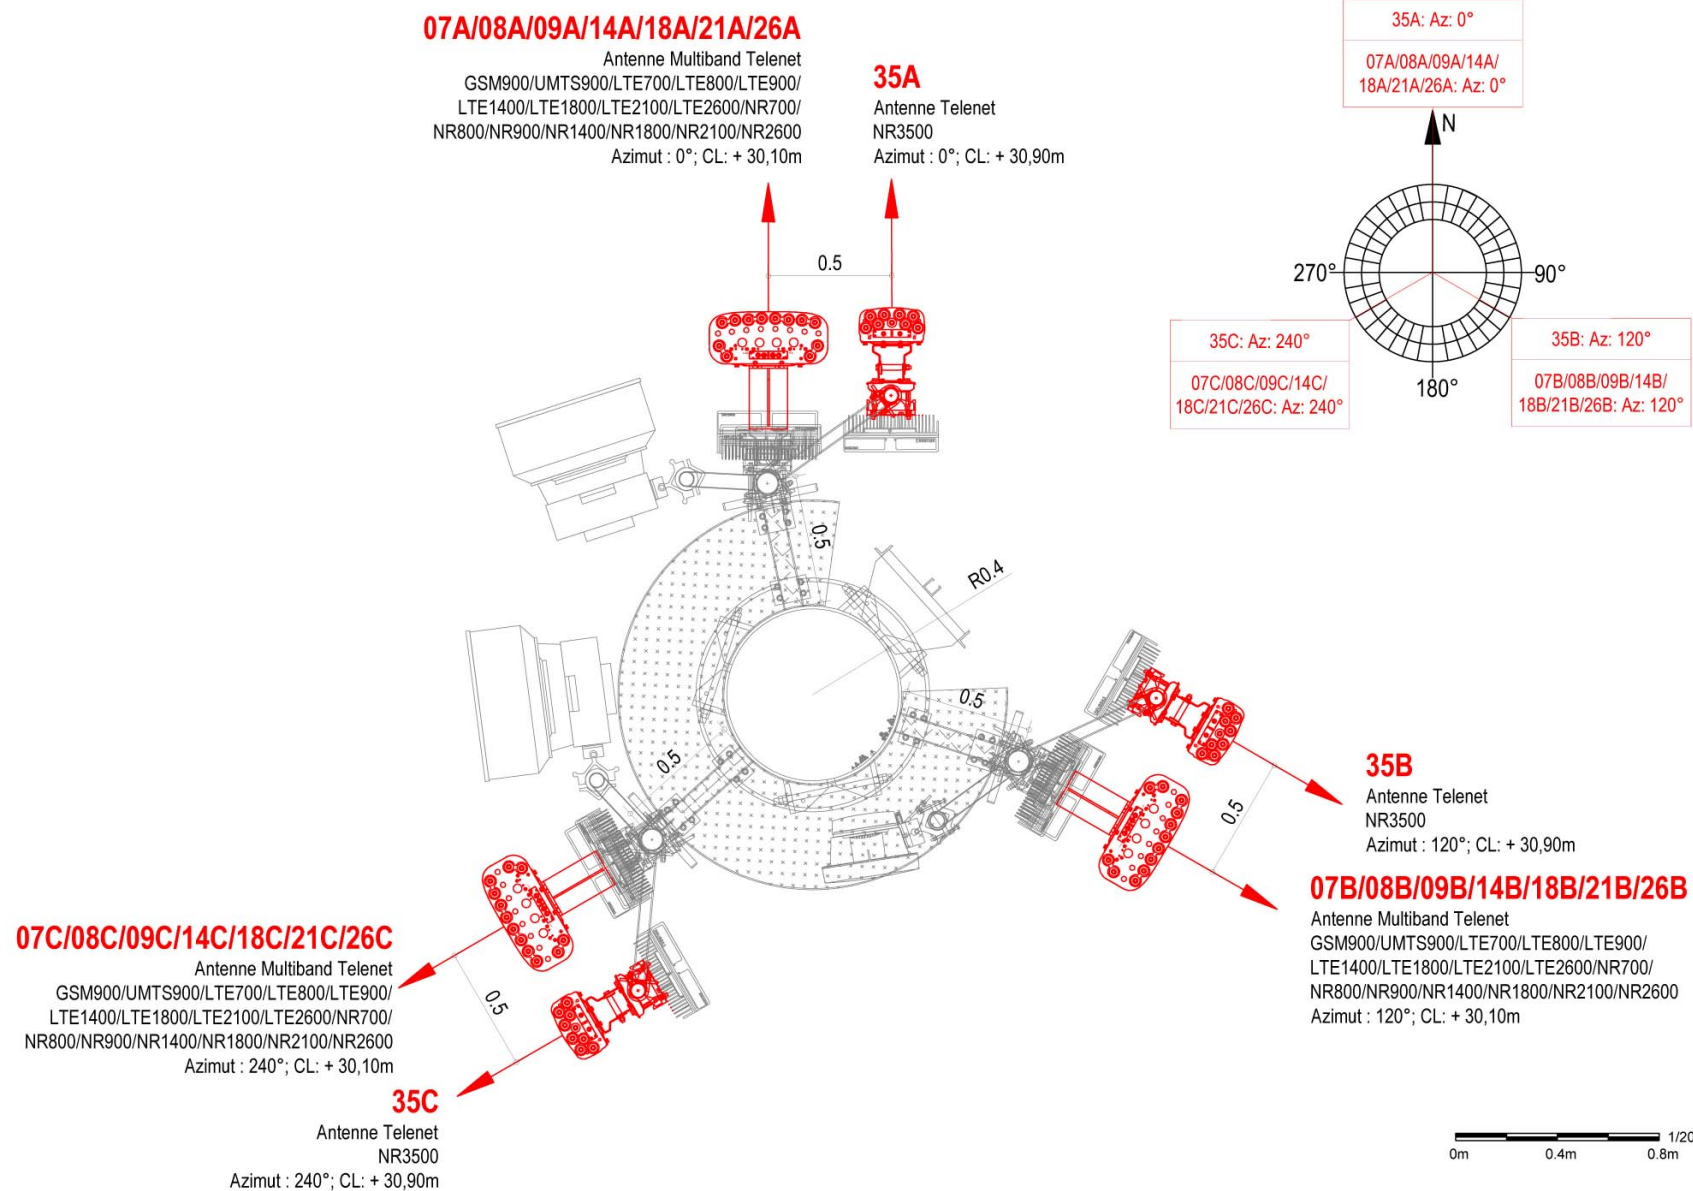 07A/08A/09A/14A/18A/21A/26A
Antenne Multiband Telenet
GSM900/UMTS900/LTE700/LTE800/LTE900/
LTE1400/LTE1800/LTE2100/LTE2600/NR700/
NR800/NR900/NR1400/NR1800/NR2100/NR2600
Azimut : 0°; CL: + 30,10m
35A
Antenne Telenet
NR3500
Azimut : 0°; CL: + 30,90m
35A: Az: 0°
07A/08A/09A/14A/
18A/21A/26A: Az: 0°
N
270°
90°
180°
35C: Az: 240°
07C/08C/09C/14C/
18C/21C/26C: Az: 240°
35B: Az: 120°
07B/08B/09B/14B/
18B/21B/26B: Az: 120°
0.5
0.5
R0.4
0.5
0.5
0.5
0.5
35B
Antenne Telenet
NR3500
Azimut : 120°; CL: + 30,90m
07B/08B/09B/14B/18B/21B/26B
Antenne Multiband Telenet
GSM900/UMTS900/LTE700/LTE800/LTE900/
LTE1400/LTE1800/LTE2100/LTE2600/NR700/
NR800/NR900/NR1400/NR1800/NR2100/NR2600
Azimut : 120°; CL: + 30,10m
07C/08C/09C/14C/18C/21C/26C
Antenne Multiband Telenet
GSM900/UMTS900/LTE700/LTE800/LTE900/
LTE1400/LTE1800/LTE2100/LTE2600/NR700/
NR800/NR900/NR1400/NR1800/NR2100/NR2600
Azimut : 240°; CL: + 30,10m
35C
Antenne Telenet
NR3500
Azimut : 240°; CL: + 30,90m
1/20
0m
0.4m
0.8m